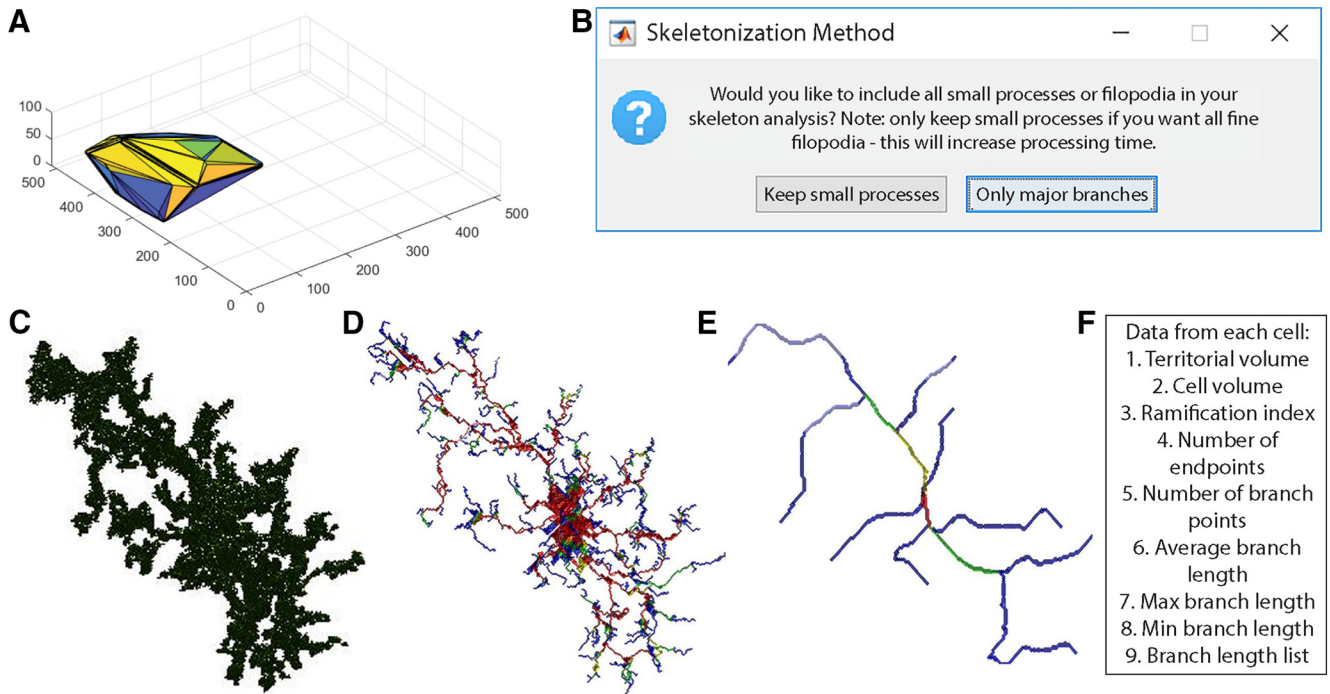 A
100
50
0
500
400
300
200
100
0
0
100
200
300
400
500
B
Skeletonization Method
Would you like to include all small processes or filopodia in your
skeleton analysis? Note: only keep small processes if you want all fine
filopodia - this will increase processing time.
Keep small processes
Only major branches
C
D
E
F
Data from each cell:
1. Territorial volume
2. Cell volume
3. Ramification index
4. Number of
endpoints
5. Number of branch
points
6. Average branch
length
7. Max branch length
8. Min branch length
9. Branch length list